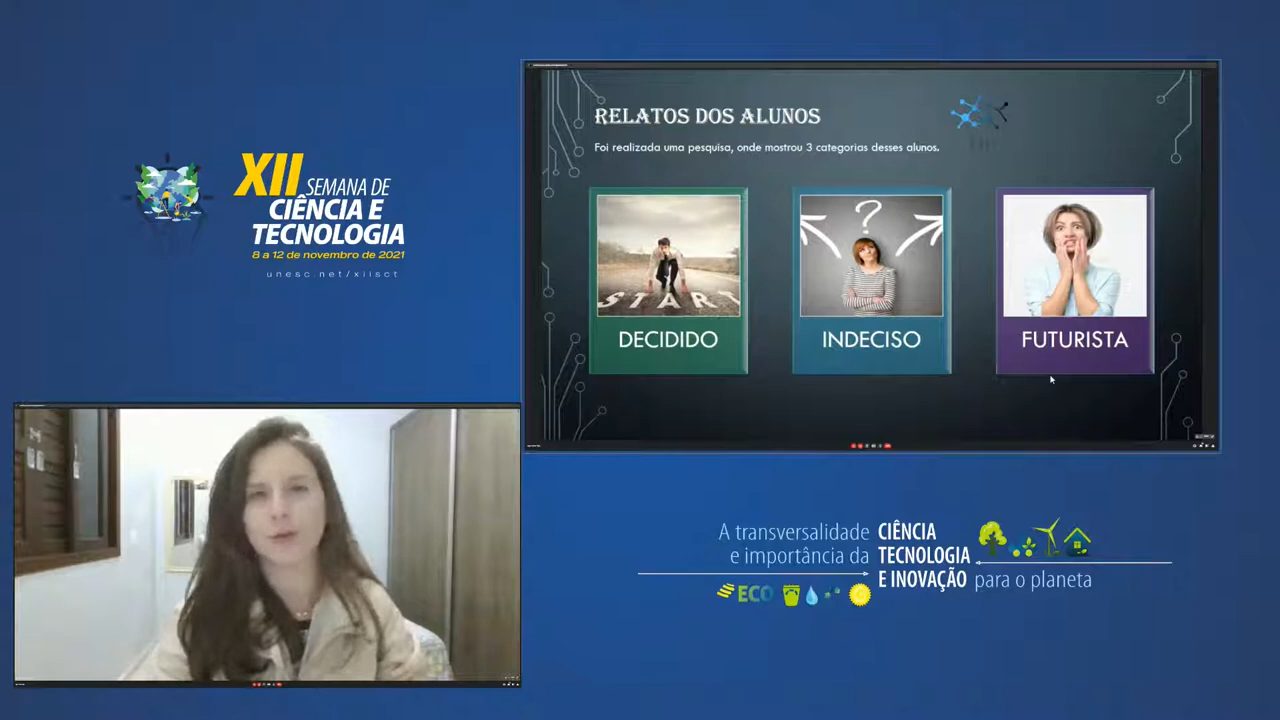 XII SEMANA DE
CIÊNCIA E
TECNOLOGIA
8 a 12 de novembro de 2021
unesc.net/xiisct
RELATOS DOS ALUNOS
Foi realizada uma pesquisa, onde mostrou 3 categorias desses alunos.
?
START
DECIDIDO
INDECISO
FUTURISTA
A transversalidade
e importância da
CIÊNCIA
TECNOLOGIA
E INOVAÇÃO
para o planeta
ECO